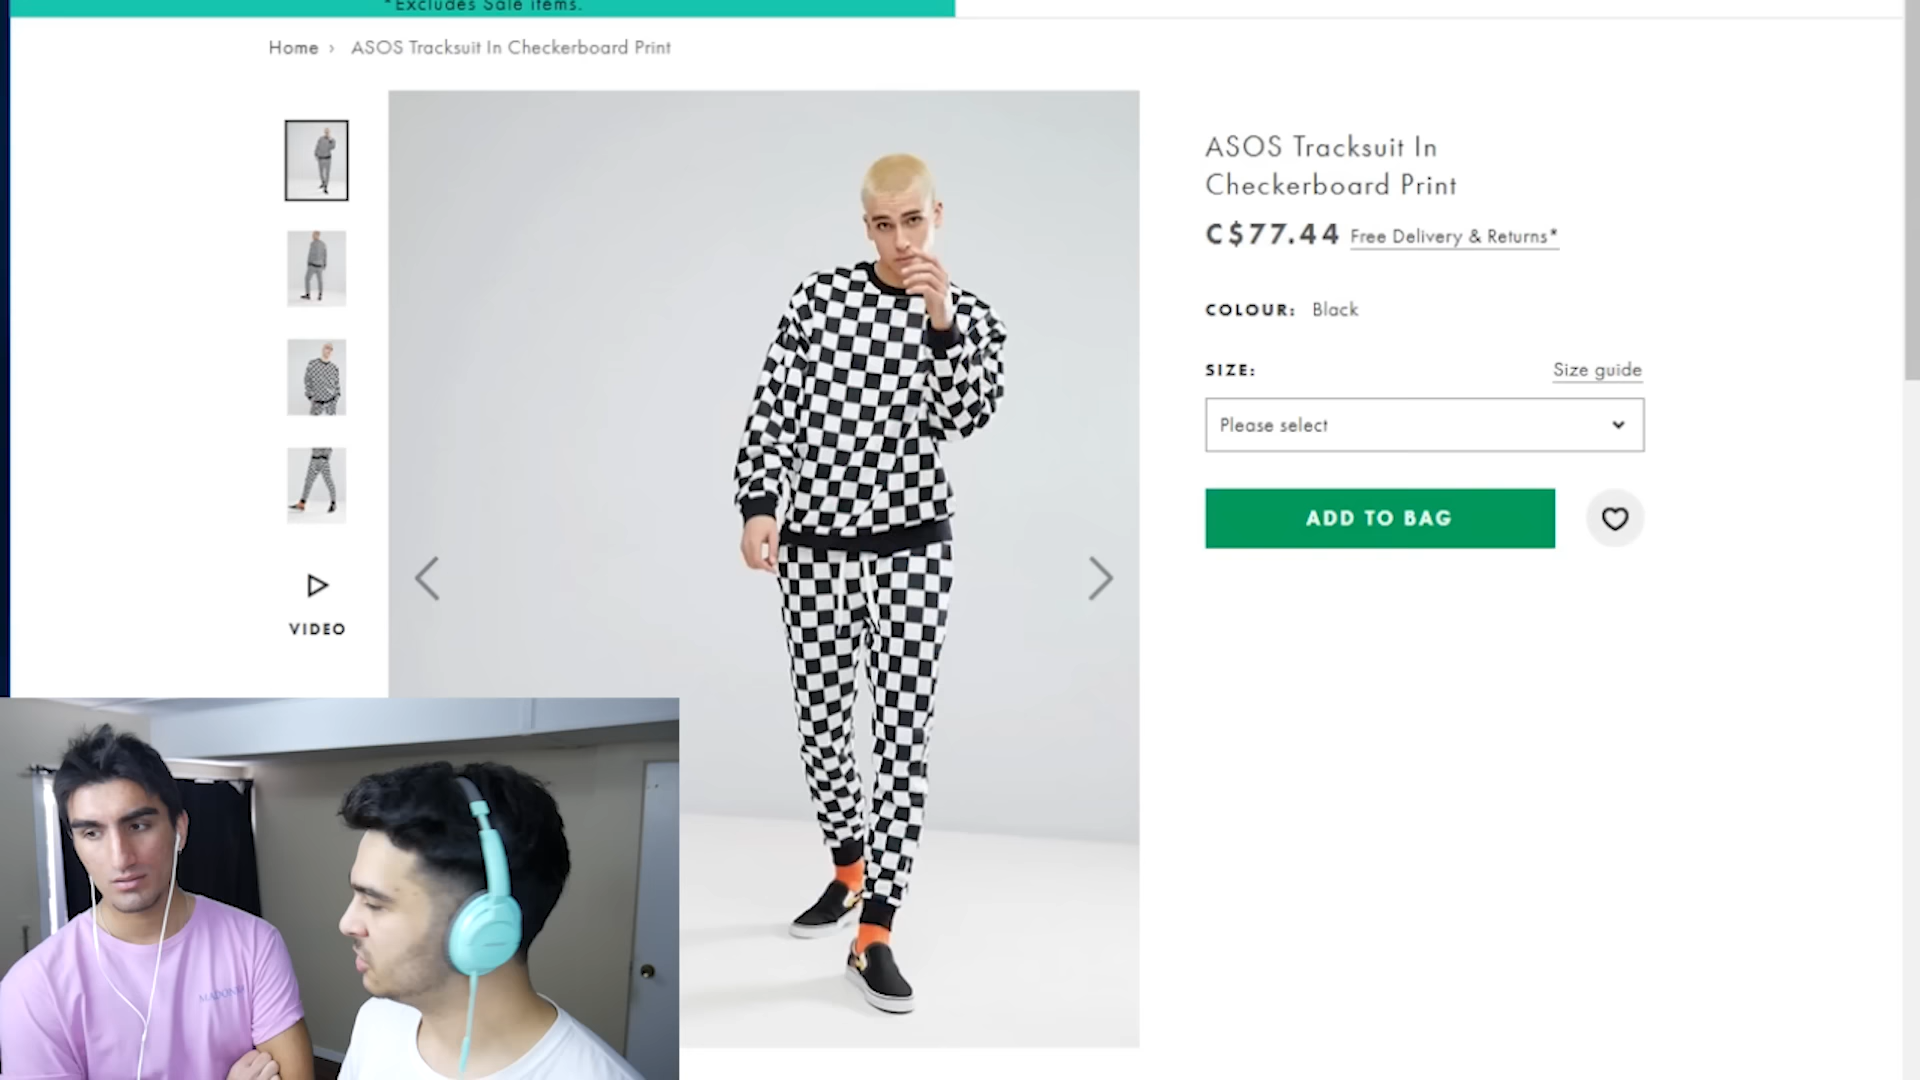 *Excludes Sale items.
Home › ASOS Tracksuit In Checkerboard Print
ASOS Tracksuit In
Checkerboard Print
C$77.44 Free Delivery & Returns*
COLOUR: Black
SIZE: Size guide
Please select
ADD TO BAG
VIDEO